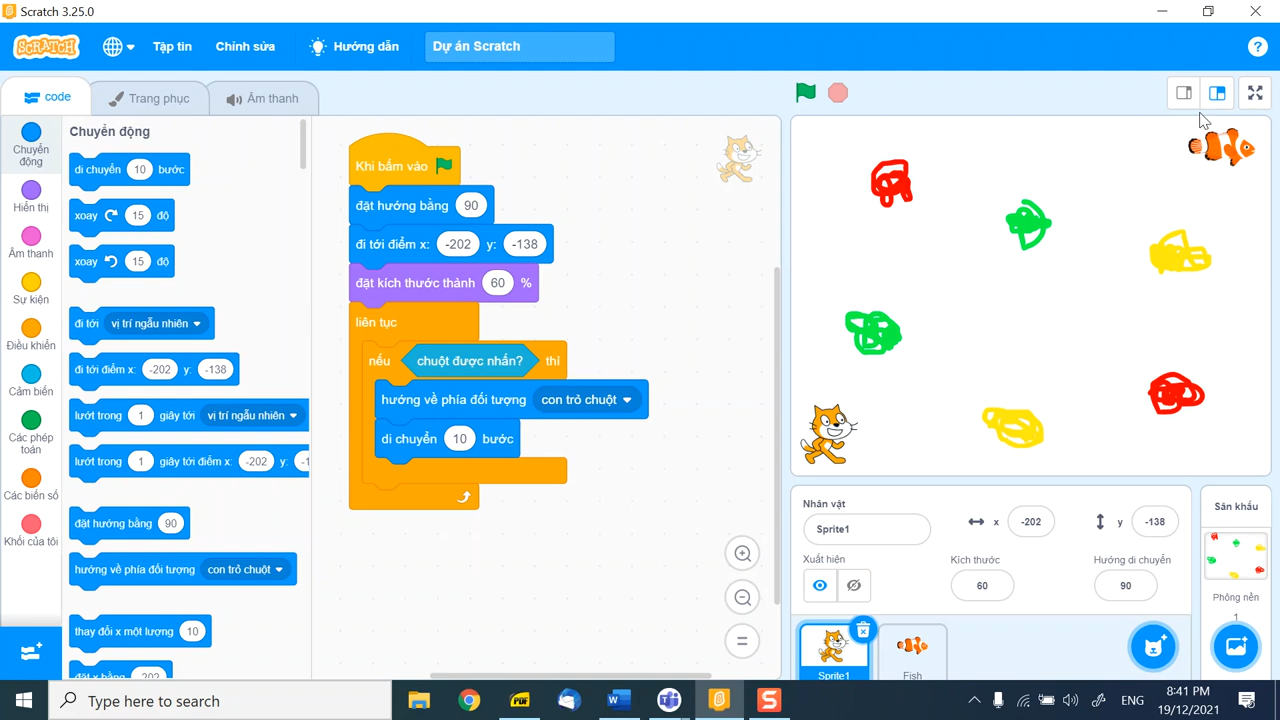 Scratch 3.25.0
SCRATCH
Tập tin
Chỉnh sửa
Hướng dẫn
Dự án Scratch
?
code
Trang phục
Âm thanh
Chuyển động
Hiển thị
Âm thanh
Sự kiện
Điều khiển
Cảm biến
Các phép toán
Các biến số
Khối của tôi
Chuyển động
di chuyển 10 bước
xoay 15 độ
xoay 15 độ
đi tới vị trí ngẫu nhiên
đi tới điểm x: -202 y: -138
lướt trong 1 giây tới vị trí ngẫu nhiên
lướt trong 1 giây tới điểm x: -202 y: -1
đặt hướng bằng 90
hướng về phía đối tượng con trỏ chuột
thay đổi x một lượng 10
đặt x bằng -202
Khi bấm vào
đặt hướng bằng 90
đi tới điểm x: -202 y: -138
đặt kích thước thành 60 %
liên tục
nếu chuột được nhấn? thì
hướng về phía đối tượng con trỏ chuột
di chuyển 10 bước
Nhân vật
Sprite1
x -202
y -138
Xuất hiện
Kích thước
60
Hướng di chuyển
90
Sprite1
Fish
Sân khấu
Phông nền
1
Type here to search
PDF
ENG
8:41 PM
19/12/2021